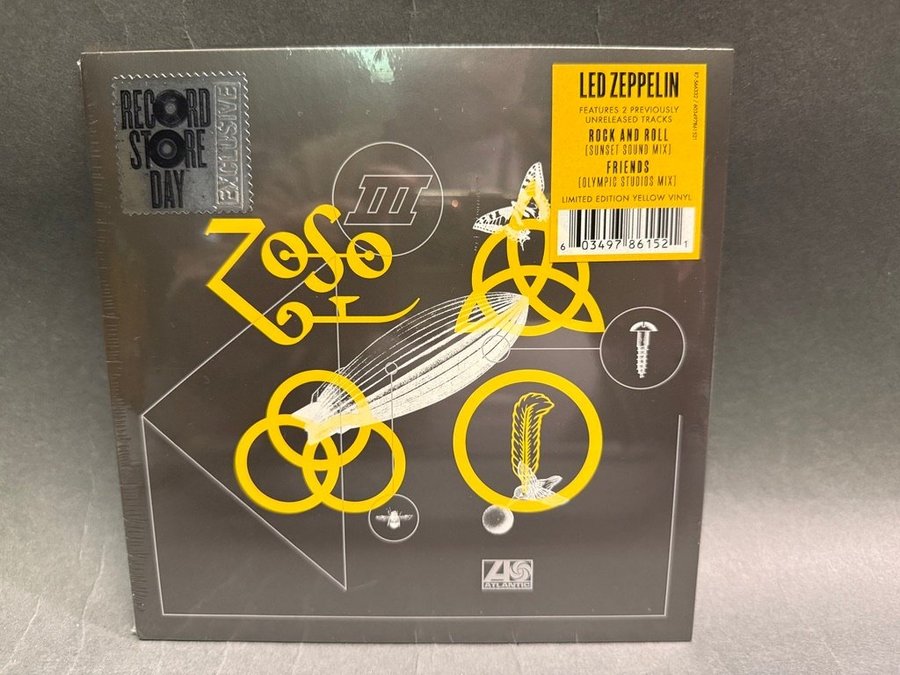 RECORD
STORE
DAY
EXCLUSIVE
LED ZEPPELIN
FEATURES 2 PREVIOUSLY
UNRELEASED TRACKS
ROCK AND ROLL
(SUNSET SOUND MIX)
FRIENDS
(OLYMPIC STUDIOS MIX)
LIMITED EDITION YELLOW VINYL
6 03497 86152 1
III
ZOSO
ATLANTIC